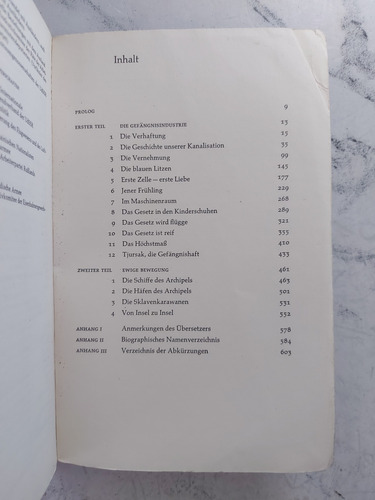 Inhalt
PROLOG 9
ERSTER TEIL DIE GEFÄNGNISINDUSTRIE 13
1 Die Verhaftung 15
2 Die Geschichte unserer Kanalisation 35
3 Die Vernehmung 99
4 Die blauen Litzen 145
5 Erste Zelle – erste Liebe 177
6 Jener Frühling 229
7 Im Maschinenraum 268
8 Das Gesetz in den Kinderschuhen 289
9 Das Gesetz wird flügge 321
10 Das Gesetz ist reif 355
11 Das Höchstmaß 411
12 Tjursak, die Gefängnishaft 433
ZWEITER TEIL EWIGE BEWEGUNG 461
1 Die Schiffe des Archipels 463
2 Die Häfen des Archipels 501
3 Die Sklavenkarawanen 531
4 Von Insel zu Insel 552
ANHANG I Anmerkungen des Übersetzers 578
ANHANG II Biographisches Namenverzeichnis 584
ANHANG III Verzeichnis der Abkürzungen 603